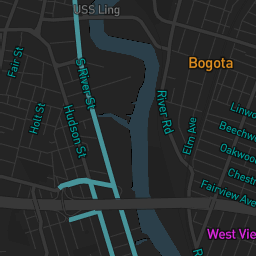 USS Ling
Bogota
Fair St
S River St
River Rd
Holt St
Hudson St
Elm Ave
Linwo
Beechw
Oakwoo
Chest
Fairview Ave
West Vie
R